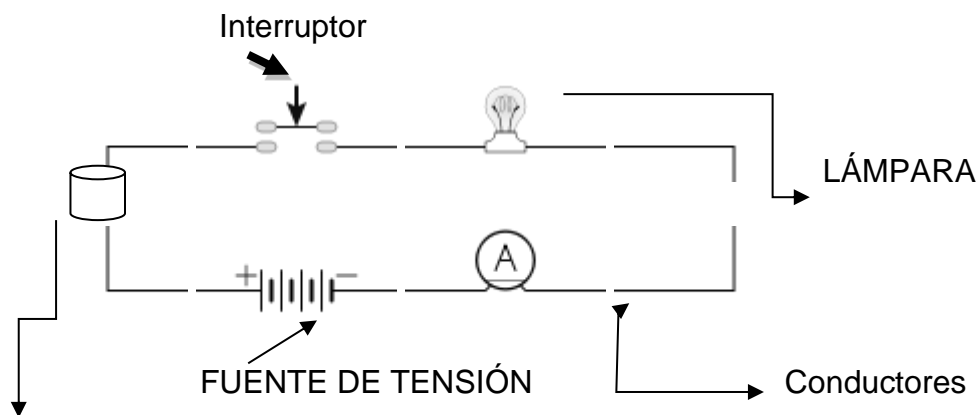 Interruptor
LÁMPARA
A
+ −
FUENTE DE TENSIÓN
Conductores